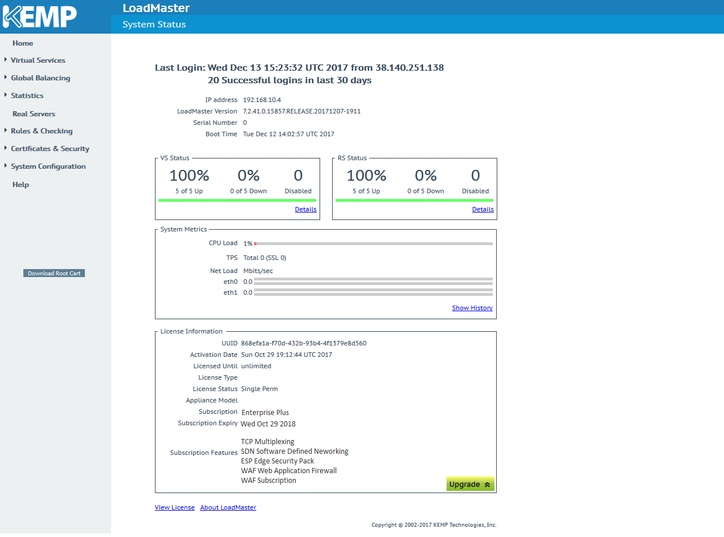 KEMP
LoadMaster
System Status
Home
Virtual Services
Global Balancing
Statistics
Real Servers
Rules & Checking
Certificates & Security
System Configuration
Help
Download Root Cert
Last Login: Wed Dec 13 15:23:32 UTC 2017 from 38.140.251.138
20 Successful logins in last 30 days
IP address 192.168.10.4
LoadMaster Version 7.2.41.0.15857.RELEASE.20171207-1911
Serial Number 0
Boot Time Tue Dec 12 14:02:57 UTC 2017
VS Status
100% 0% 0
5 of 5 Up 0 of 5 Down Disabled
Details
RS Status
100% 0% 0
5 of 5 Up 0 of 5 Down Disabled
Details
System Metrics
CPU Load 1%
TPS Total 0 (SSL 0)
Net Load Mbits/sec
eth0 0.0
eth1 0.0
Show History
License Information
UUID 868efa1a-f70d-432b-93b4-4f1379e8d560
Activation Date Sun Oct 29 19:12:44 UTC 2017
Licensed Until unlimited
License Type
License Status Single Perm
Appliance Model
Subscription Enterprise Plus
Subscription Expiry Wed Oct 29 2018
Subscription Features
TCP Multiplexing
SDN Software Defined Neworking
ESP Edge Security Pack
WAF Web Application Firewall
WAF Subscription
Upgrade
View License About LoadMaster
Copyright © 2002-2017 KEMP Technologies, Inc.